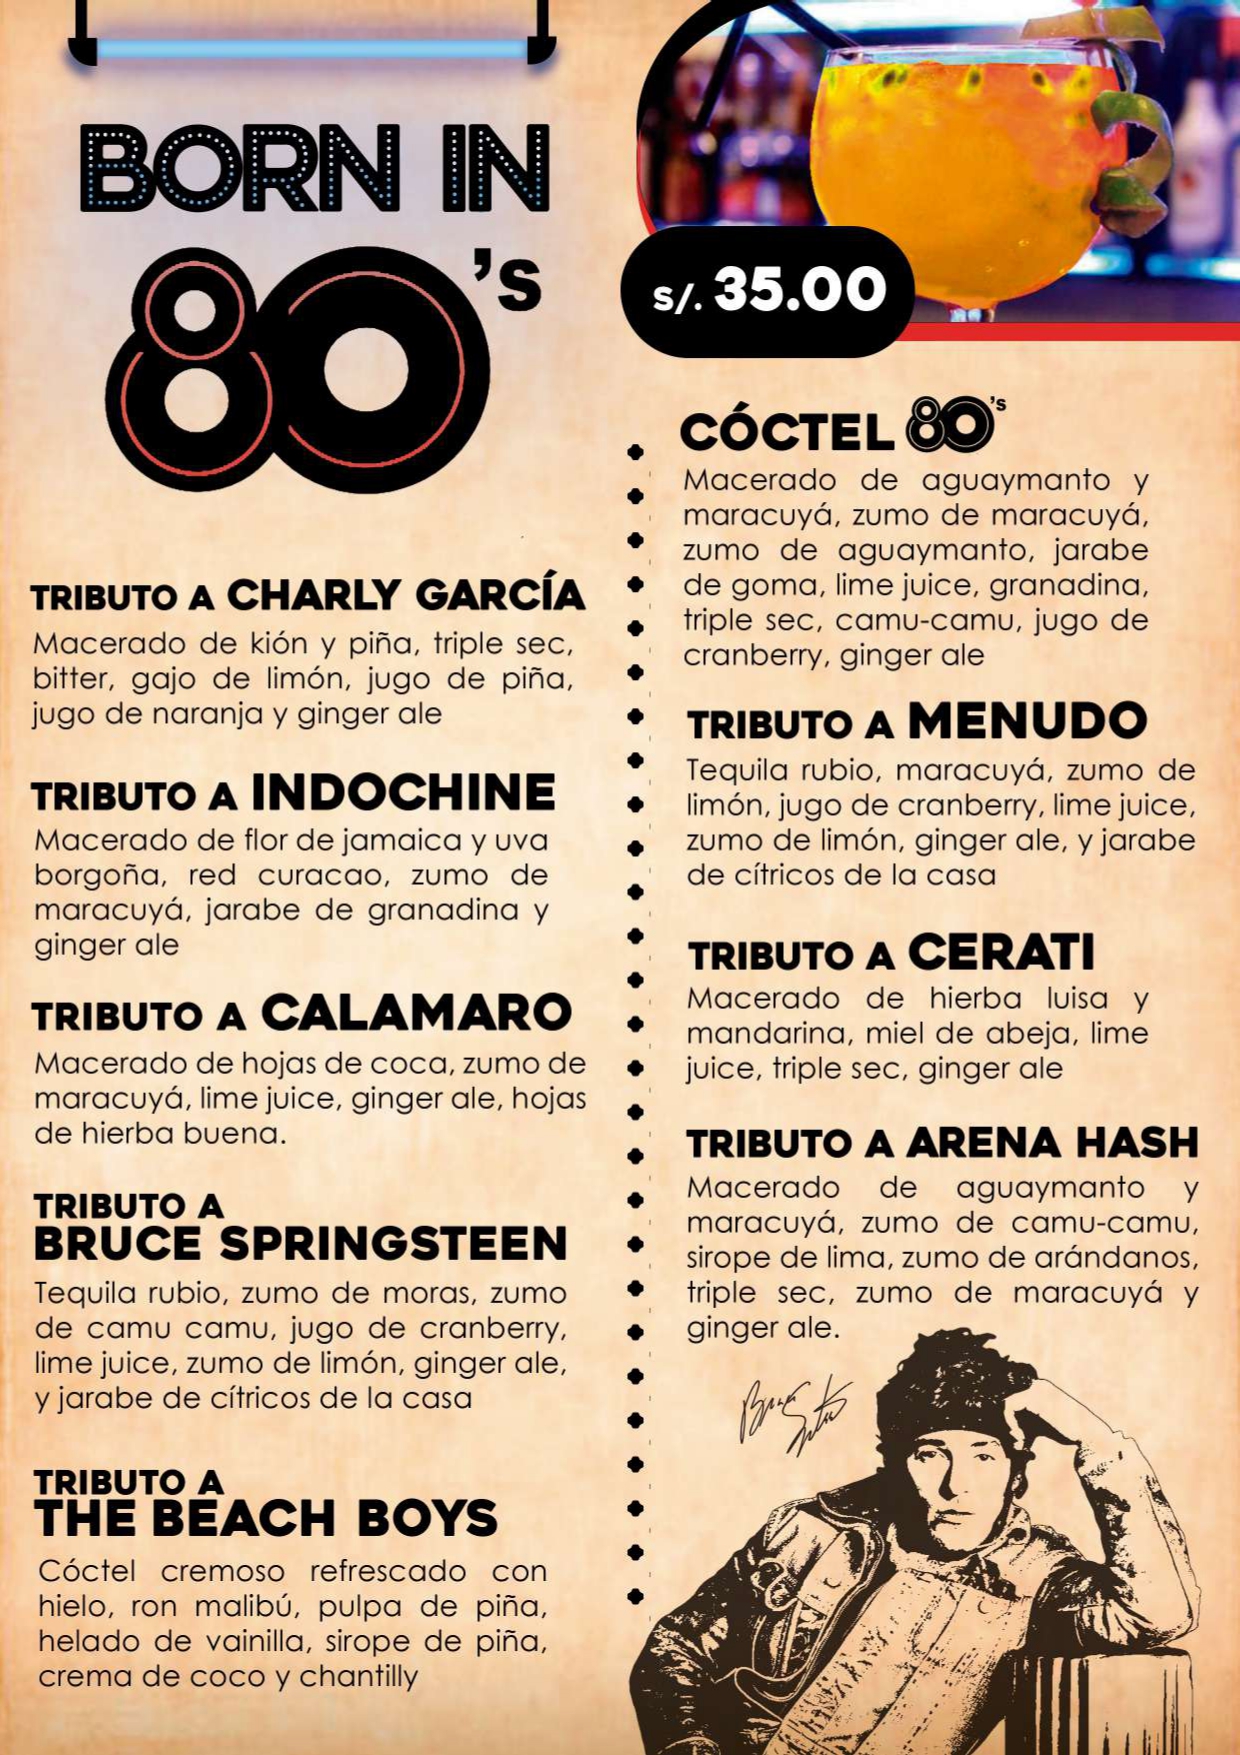 BORN IN
80's
s/. 35.00
TRIBUTO A CHARLY GARCÍA
Macerado de kión y piña, triple sec,
bitter, gajo de limón, jugo de piña,
jugo de naranja y ginger ale
TRIBUTO A INDOCHINE
Macerado de flor de jamaica y uva
borgoña, red curacao, zumo de
maracuyá, jarabe de granadina y
ginger ale
TRIBUTO A CALAMARO
Macerado de hojas de coca, zumo de
maracuyá, lime juice, ginger ale, hojas
de hierba buena.
TRIBUTO A
BRUCE SPRINGSTEEN
Tequila rubio, zumo de moras, zumo
de camu camu, jugo de cranberry,
lime juice, zumo de limón, ginger ale,
y jarabe de cítricos de la casa
TRIBUTO A
THE BEACH BOYS
Cóctel cremoso refrescado con
hielo, ron malibú, pulpa de piña,
helado de vainilla, sirope de piña,
crema de coco y chantilly
CÓCTEL 80's
Macerado de aguaymanto y
maracuyá, zumo de maracuyá,
zumo de aguaymanto, jarabe
de goma, lime juice, granadina,
triple sec, camu-camu, jugo de
cranberry, ginger ale
TRIBUTO A MENUDO
Tequila rubio, maracuyá, zumo de
limón, jugo de cranberry, lime juice,
zumo de limón, ginger ale, y jarabe
de cítricos de la casa
TRIBUTO A CERATI
Macerado de hierba luisa y
mandarina, miel de abeja, lime
juice, triple sec, ginger ale
TRIBUTO A ARENA HASH
Macerado de aguaymanto y
maracuyá, zumo de camu-camu,
sirope de lima, zumo de arándanos,
triple sec, zumo de maracuyá y
ginger ale.